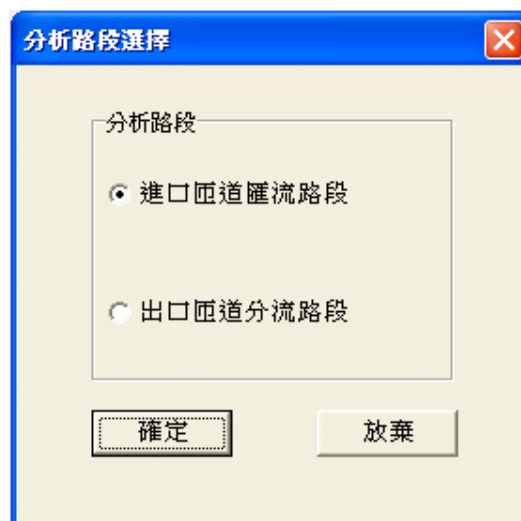 分析路段選擇
分析路段
進口匝道匯流路段
出口匝道分流路段
確定
放棄